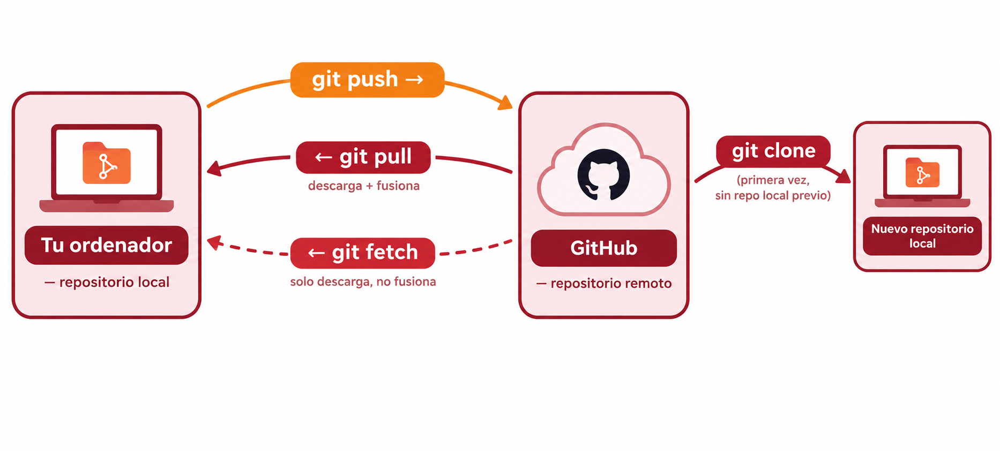 git push →
← git pull
descarga + fusiona
← git fetch
solo descarga, no fusiona
Tu ordenador
— repositorio local
GitHub
— repositorio remoto
git clone
(primera vez,
sin repo local previo)
Nuevo repositorio
local